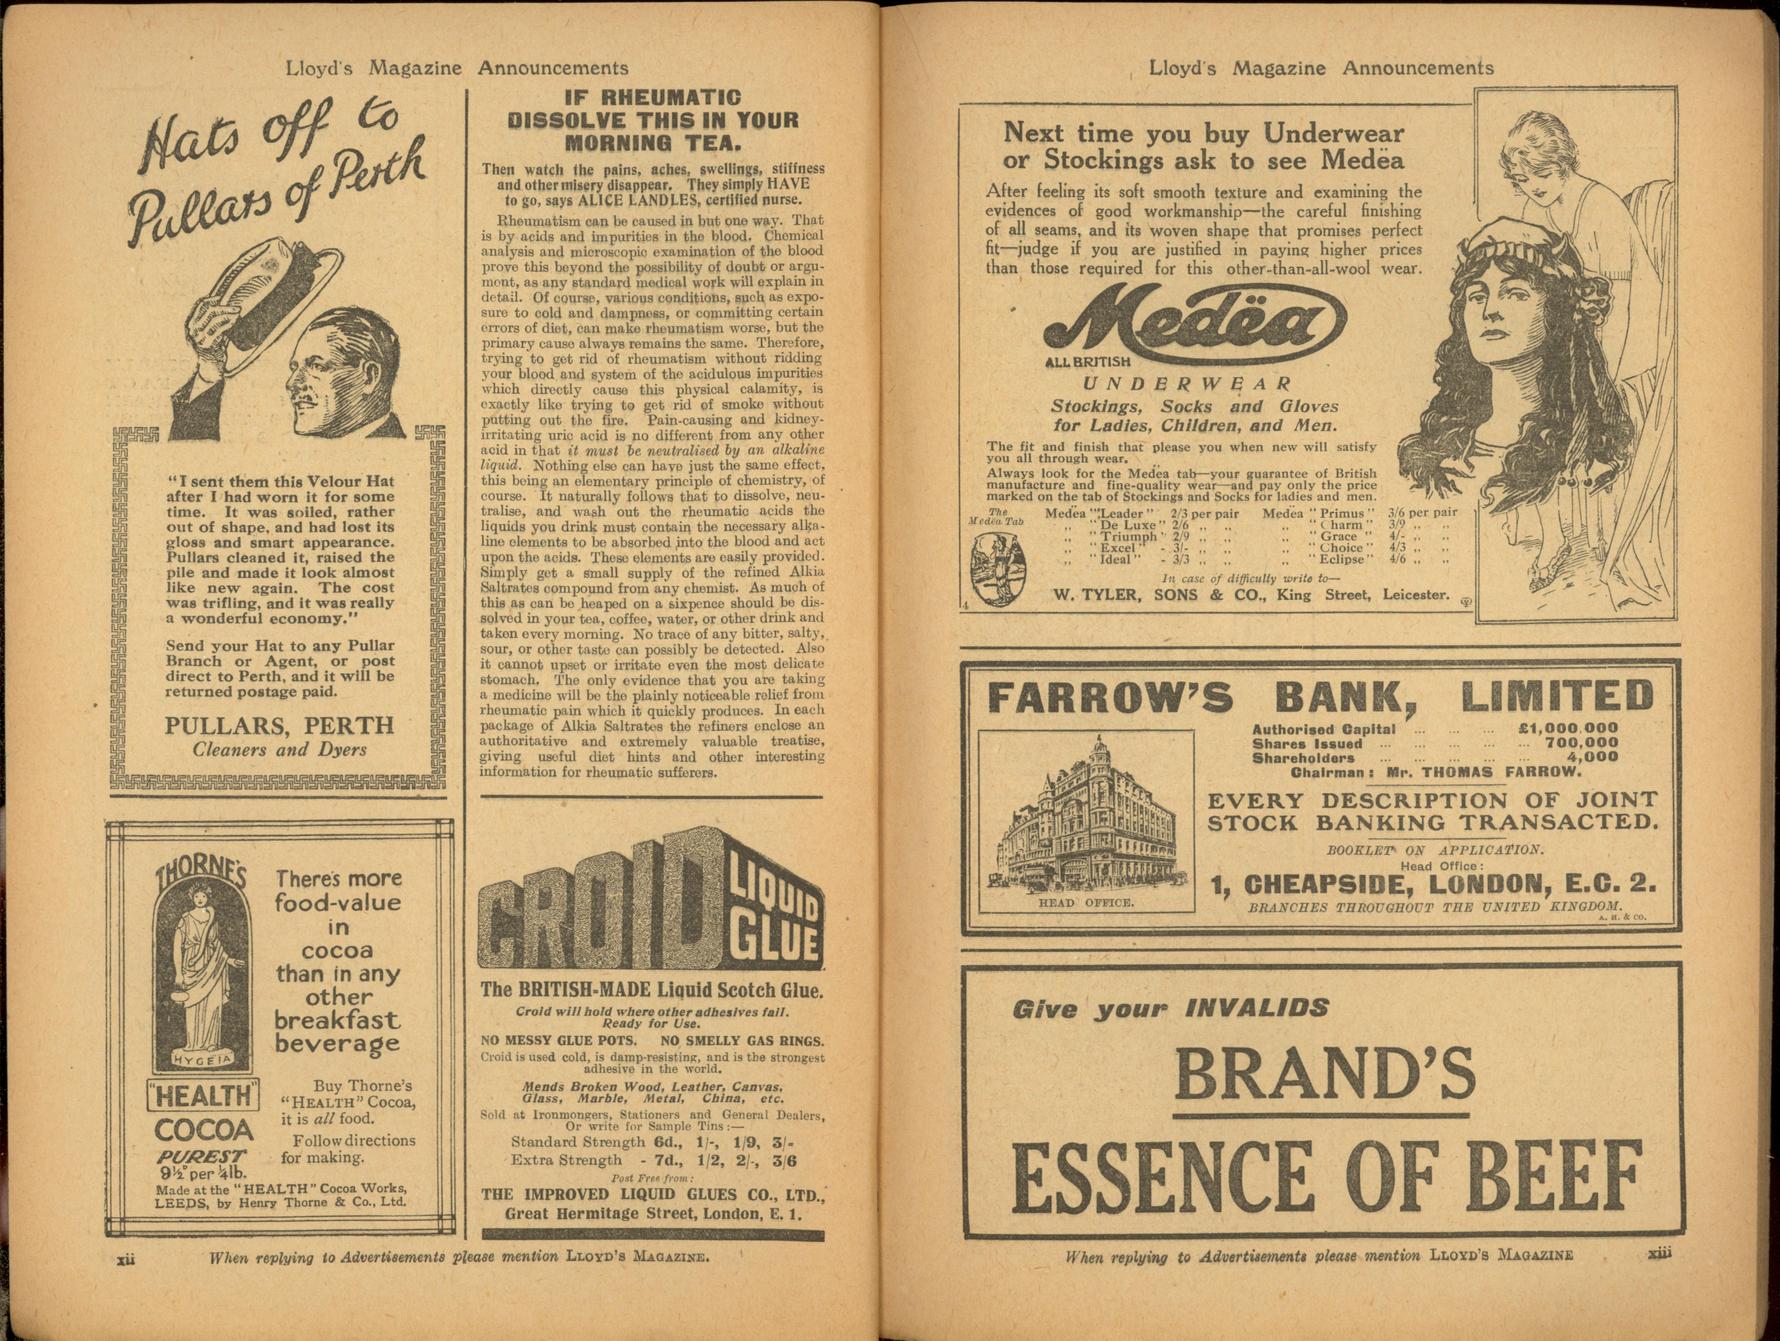 Lloyd's Magazine Announcements
Hats off to
Pullars of Perth
"I sent them this Velour Hat
after I had worn it for some
time. It was soiled, rather
out of shape, and had lost its
gloss and smart appearance.
Pullars cleaned it, raised the
pile and made it look almost
like new again. The cost
was trifling, and it was really
a wonderful economy."
Send your Hat to any Pullar
Branch or Agent, or post
direct to Perth, and it will be
returned postage paid.
PULLARS, PERTH
Cleaners and Dyers
THORNE'S
HYGEIA
"HEALTH"
COCOA
PUREST
9½ᴰ per ¼lb.
There's more
food-value
in
cocoa
than in any
other
breakfast
beverage
Buy Thorne's
"HEALTH" Cocoa,
it is all food.
Follow directions
for making.
Made at the "HEALTH" Cocoa Works,
LEEDS, by Henry Thorne & Co., Ltd.
IF RHEUMATIC
DISSOLVE THIS IN YOUR
MORNING TEA.
Then watch the pains, aches, swellings, stiffness
and other misery disappear. They simply HAVE
to go, says ALICE LANDLES, certified nurse.
Rheumatism can be caused in but one way. That
is by acids and impurities in the blood. Chemical
analysis and microscopic examination of the blood
prove this beyond the possibility of doubt or argu-
ment, as any standard medical work will explain in
detail. Of course, various conditions, such as expo-
sure to cold and dampness, or committing certain
errors of diet, can make rheumatism worse, but the
primary cause always remains the same. Therefore,
trying to get rid of rheumatism without ridding
your blood and system of the acidulous impurities
which directly cause this physical calamity, is
exactly like trying to get rid of smoke without
putting out the fire. Pain-causing and kidney-
irritating uric acid is no different from any other
acid in that it must be neutralised by an alkaline
liquid. Nothing else can have just the same effect,
this being an elementary principle of chemistry, of
course. It naturally follows that to dissolve, neu-
tralise, and wash out the rheumatic acids the
liquids you drink must contain the necessary alka-
line elements to be absorbed into the blood and act
upon the acids. These elements are easily provided.
Simply get a small supply of the refined Alkia
Saltrates compound from any chemist. As much of
this as can be heaped on a sixpence should be dis-
solved in your tea, coffee, water, or other drink and
taken every morning. No trace of any bitter, salty,
sour, or other taste can possibly be detected. Also
it cannot upset or irritate even the most delicate
stomach. The only evidence that you are taking
a medicine will be the plainly noticeable relief from
rheumatic pain which it quickly produces. In each
package of Alkia Saltrates the refiners enclose an
authoritative and extremely valuable treatise,
giving useful diet hints and other interesting
information for rheumatic sufferers.
CROID
LIQUID
GLUE
The BRITISH-MADE Liquid Scotch Glue.
Croid will hold where other adhesives fail.
Ready for Use.
NO MESSY GLUE POTS. NO SMELLY GAS RINGS.
Croid is used cold, is damp-resisting, and is the strongest
adhesive in the world.
Mends Broken Wood, Leather, Canvas,
Glass, Marble, Metal, China, etc.
Sold at Ironmongers, Stationers and General Dealers,
Or write for Sample Tins:—
Standard Strength 6d., 1/-, 1/9, 3/-
Extra Strength - 7d., 1/2, 2/-, 3/6
Post Free from:
THE IMPROVED LIQUID GLUES CO., LTD.,
Great Hermitage Street, London, E. 1.
xii When replying to Advertisements please mention LLOYD'S MAGAZINE.
Lloyd's Magazine Announcements
Next time you buy Underwear
or Stockings ask to see Medëa
After feeling its soft smooth texture and examining the
evidences of good workmanship—the careful finishing
of all seams, and its woven shape that promises perfect
fit—judge if you are justified in paying higher prices
than those required for this other-than-all-wool wear.
Medëa
ALL BRITISH
UNDERWEAR
Stockings, Socks and Gloves
for Ladies, Children, and Men.
The fit and finish that please you when new will satisfy
you all through wear.
Always look for the Medëa tab—your guarantee of British
manufacture and fine-quality wear—and pay only the price
marked on the tab of Stockings and Socks for ladies and men.
The
Medëa Tab
Medëa "Leader" 2/3 per pair Medëa "Primus" 3/6 per pair
,, "De Luxe" 2/6 ,, ,, ,, "Charm" 3/9 ,, ,,
,, "Triumph" 2/9 ,, ,, ,, "Grace" 4/- ,, ,,
,, "Excel" - 3/- ,, ,, ,, "Choice" 4/3 ,, ,,
,, "Ideal" - 3/3 ,, ,, ,, "Eclipse" 4/6 ,, ,,
In case of difficulty write to—
W. TYLER, SONS & CO., King Street, Leicester.
4
FARROW'S BANK, LIMITED
Authorised Capital ... ... ... £1,000,000
Shares Issued ... ... ... ... 700,000
Shareholders ... ... ... ... 4,000
Chairman: Mr. THOMAS FARROW.
EVERY DESCRIPTION OF JOINT
STOCK BANKING TRANSACTED.
BOOKLET ON APPLICATION.
Head Office:
1, CHEAPSIDE, LONDON, E.C. 2.
BRANCHES THROUGHOUT THE UNITED KINGDOM.
A. H. & CO.
HEAD OFFICE.
Give your INVALIDS
BRAND'S
ESSENCE OF BEEF
When replying to Advertisements please mention LLOYD'S MAGAZINE xiii